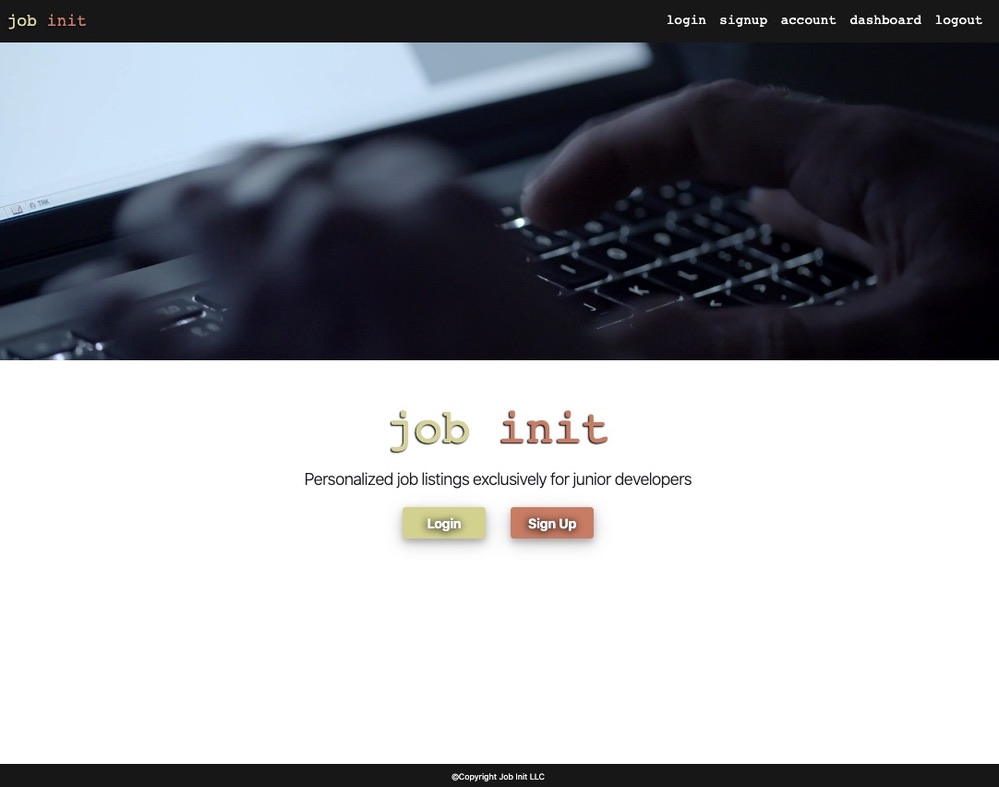 job init
login signup account dashboard logout
job init
Personalized job listings exclusively for junior developers
Login
Sign Up
©Copyright Job Init LLC